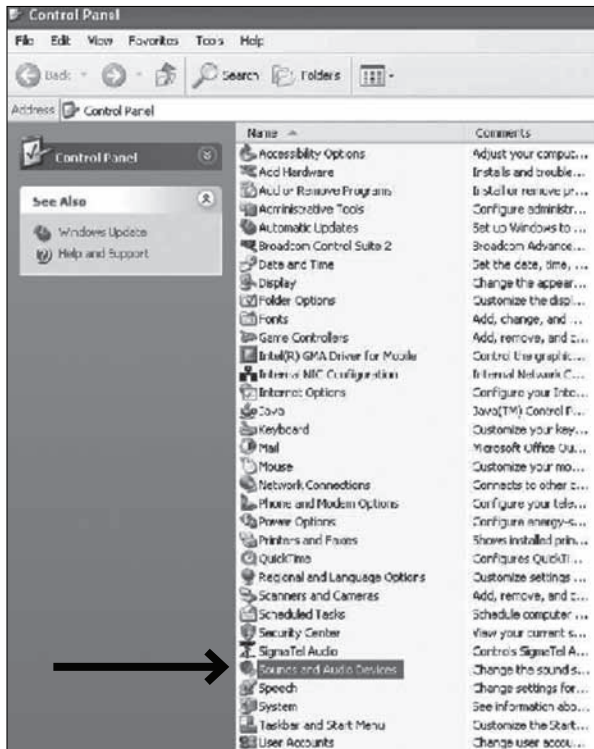 Control Panel
File Edit View Favorites Tools Help
Back Search Folders
Address Control Panel
Control Panel
See Also
Windows Update
Help and Support
Name Comments
Accessibility Options Adjust your comput...
Add Hardware Installs and trouble...
Add or Remove Programs Install or remove pr...
Administrative Tools Configure administr...
Automatic Updates Set up Windows to ...
Broadcom Control Suite 2 Broadcom Advance...
Date and Time Set the date, time, ...
Display Change the appear...
Folder Options Customize the displ...
Fonts Add, change, and ...
Game Controllers Add, remove, and c...
Intel(R) GMA Driver for Mobile Control the graphic...
Internal NIC Configuration Internal Network C...
Internet Options Configure your Inte...
Java Java(TM) Control P...
Keyboard Customize your key...
Mail Microsoft Office Ou...
Mouse Customize your mo...
Network Connections Connects to other c...
Phone and Modem Options Configure your tele...
Power Options Configure energy-s...
Printers and Faxes Shows installed prin...
QuickTime Configures QuickTi...
Regional and Language Options Customize settings ...
Scanners and Cameras Add, remove, and c...
Scheduled Tasks Schedule computer ...
Security Center View your current s...
SigmaTel Audio Controls SigmaTel A...
Sounds and Audio Devices Change the sound s...
Speech Change settings for...
System See information abo...
Taskbar and Start Menu Customize the Start...
User Accounts Change user accou...